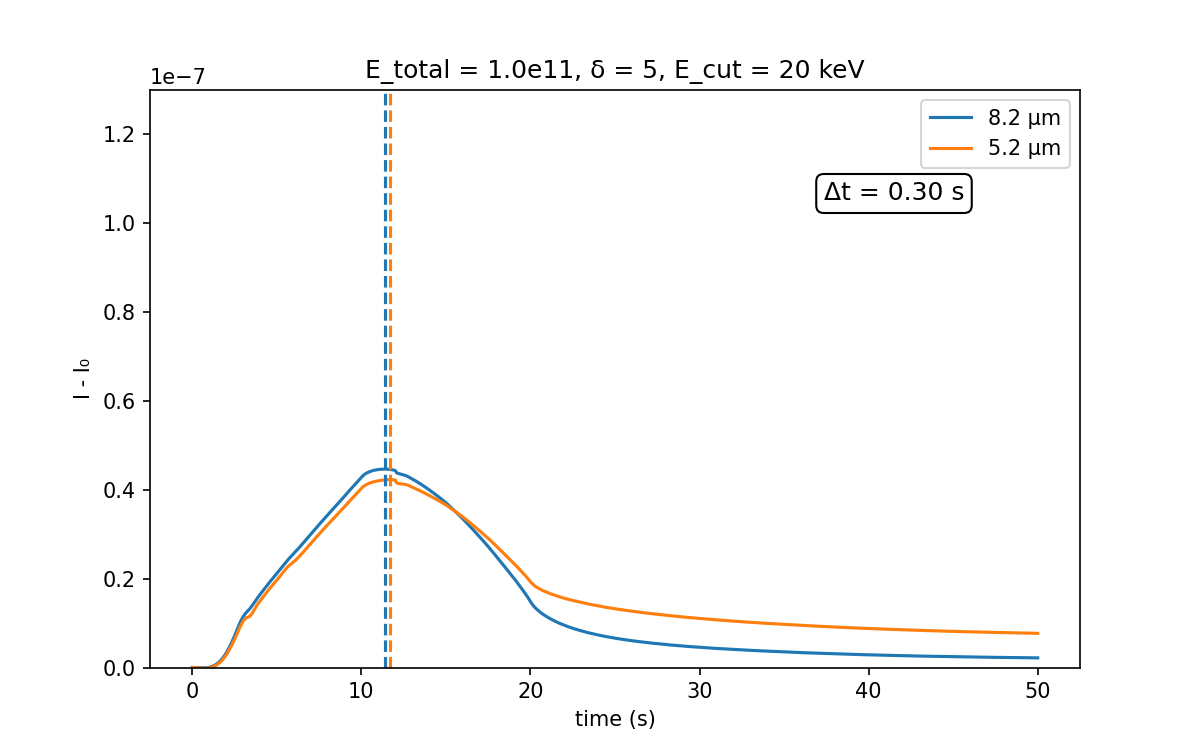 E_total = 1.0e11, δ = 5, E_cut = 20 keV
1e−7
8.2 μm
5.2 μm
Δt = 0.30 s
1.2
1.0
0.8
0.6
0.4
0.2
0.0
I - I₀
0 10 20 30 40 50
time (s)